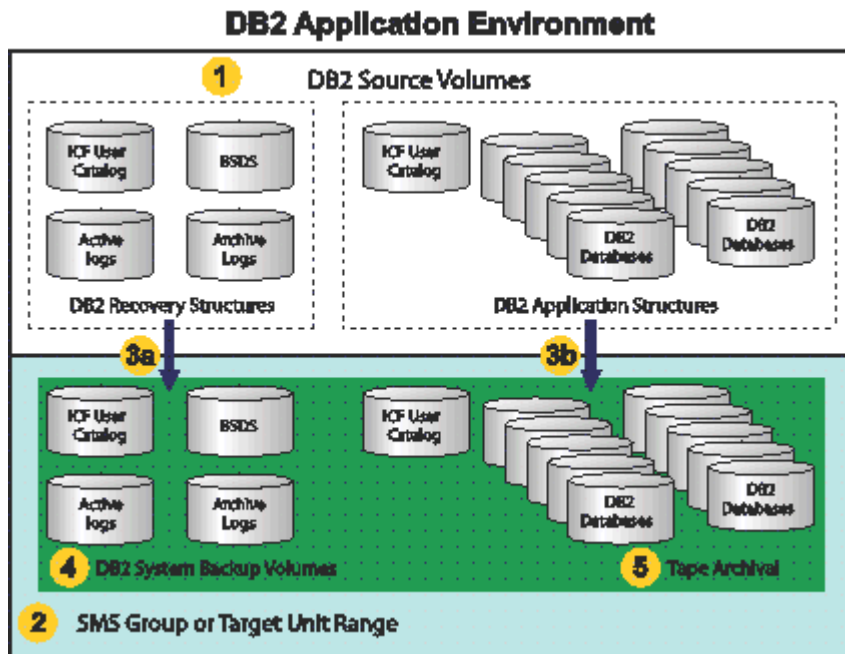 DB2 Application Environment
1
DB2 Source Volumes
ICF User
Catalog
BSDS
ICF User
Catalog
Active
logs
Archive
Logs
DB2
Databases
DB2
Databases
DB2 Recovery Structures
DB2 Application Structures
3a
3b
ICF User
Catalog
BSDS
ICF User
Catalog
Active
logs
Archive
Logs
DB2
Databases
DB2
Databases
4 DB2 System Backup Volumes
5 Tape Archival
2 SMS Group or Target Unit Range